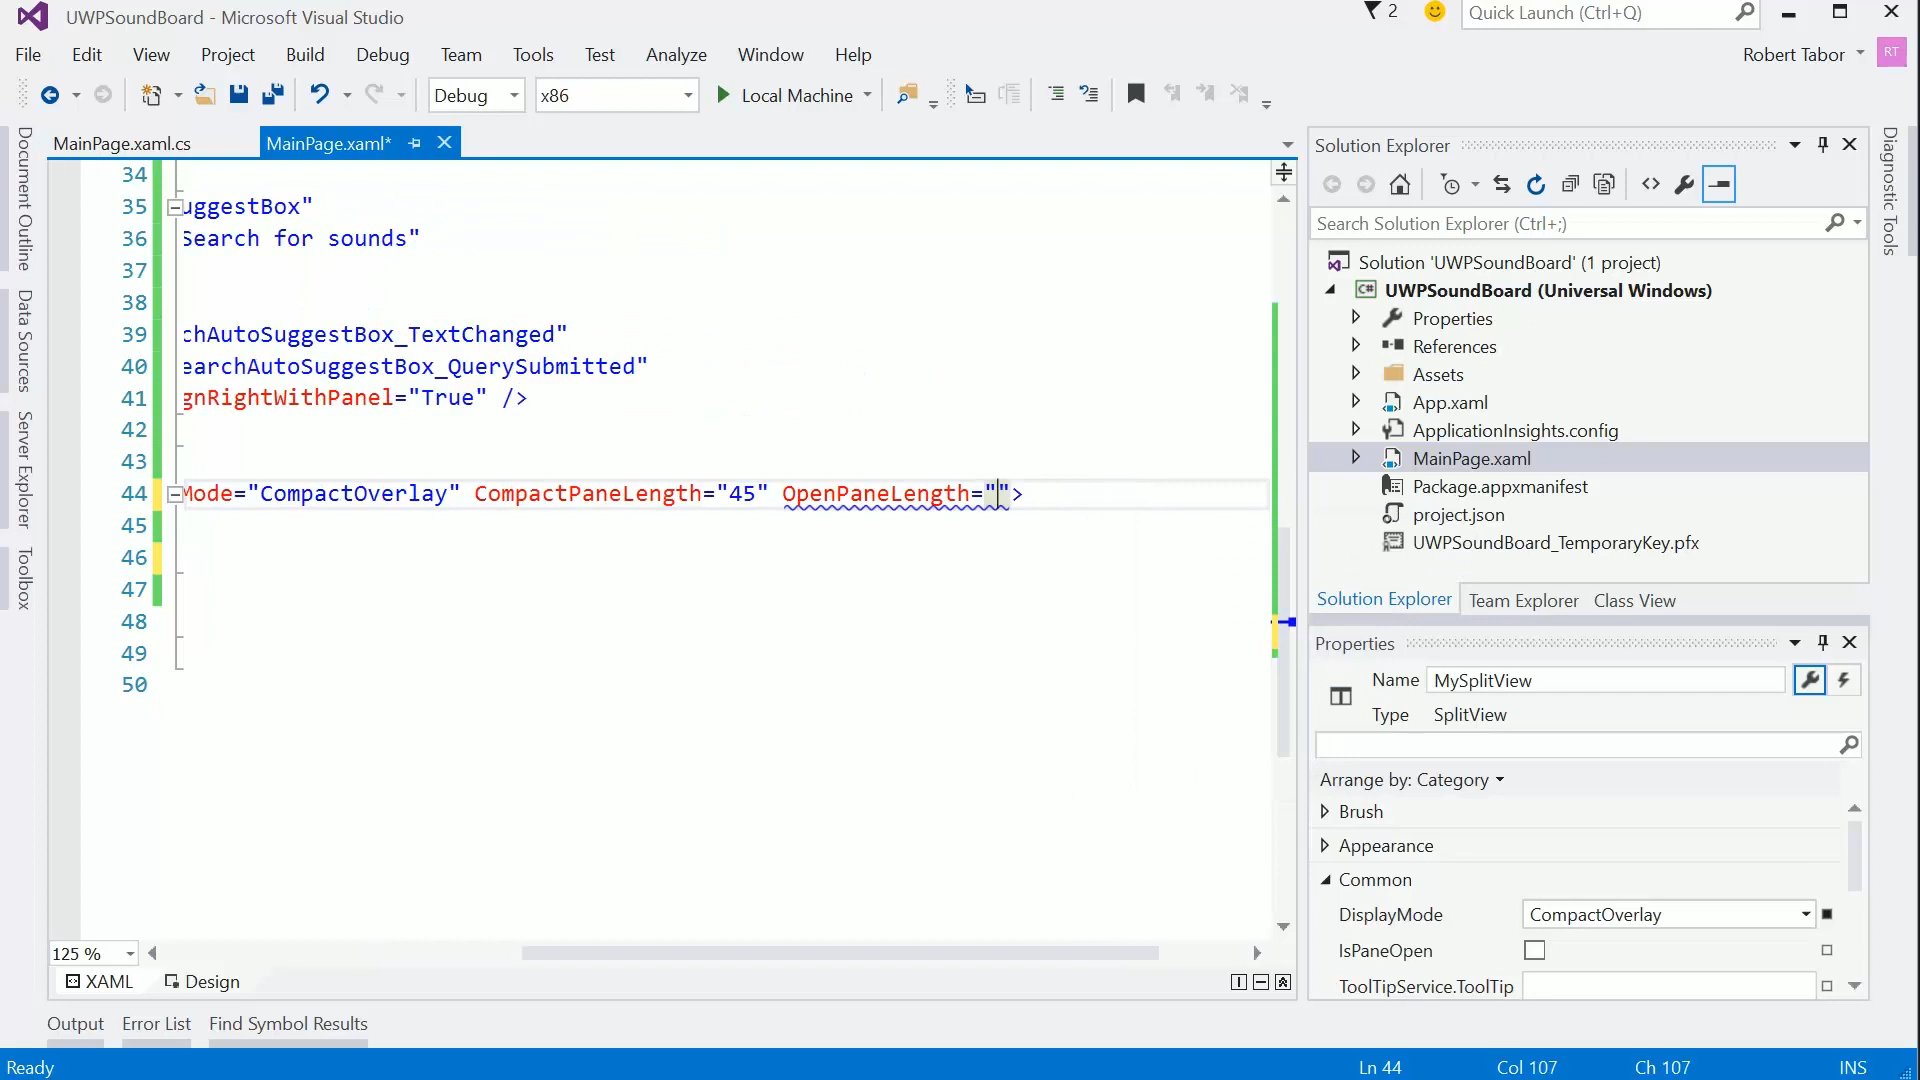 UWPSoundBoard - Microsoft Visual Studio
2
Quick Launch (Ctrl+Q)
File Edit View Project Build Debug Team Tools Test Analyze Window Help
Robert Tabor
RT
Debug
x86
Local Machine
Document Outline
Data Sources
Server Explorer
Toolbox
MainPage.xaml.cs
MainPage.xaml*
34
35 uggestBox"
36 Search for sounds"
37
38
39 chAutoSuggestBox_TextChanged"
40 earchAutoSuggestBox_QuerySubmitted"
41 gnRightWithPanel="True" />
42
43
44 Mode="CompactOverlay" CompactPaneLength="45" OpenPaneLength="">
45
46
47
48
49
50
125 %
XAML
Design
Output Error List Find Symbol Results
Solution Explorer
Search Solution Explorer (Ctrl+;)
Solution 'UWPSoundBoard' (1 project)
C# UWPSoundBoard (Universal Windows)
Properties
References
Assets
App.xaml
ApplicationInsights.config
MainPage.xaml
Package.appxmanifest
project.json
UWPSoundBoard_TemporaryKey.pfx
Solution Explorer Team Explorer Class View
Properties
Name MySplitView
Type SplitView
Arrange by: Category
Brush
Appearance
Common
DisplayMode CompactOverlay
IsPaneOpen
ToolTipService.ToolTip
Diagnostic Tools
Ready
Ln 44
Col 107
Ch 107
INS